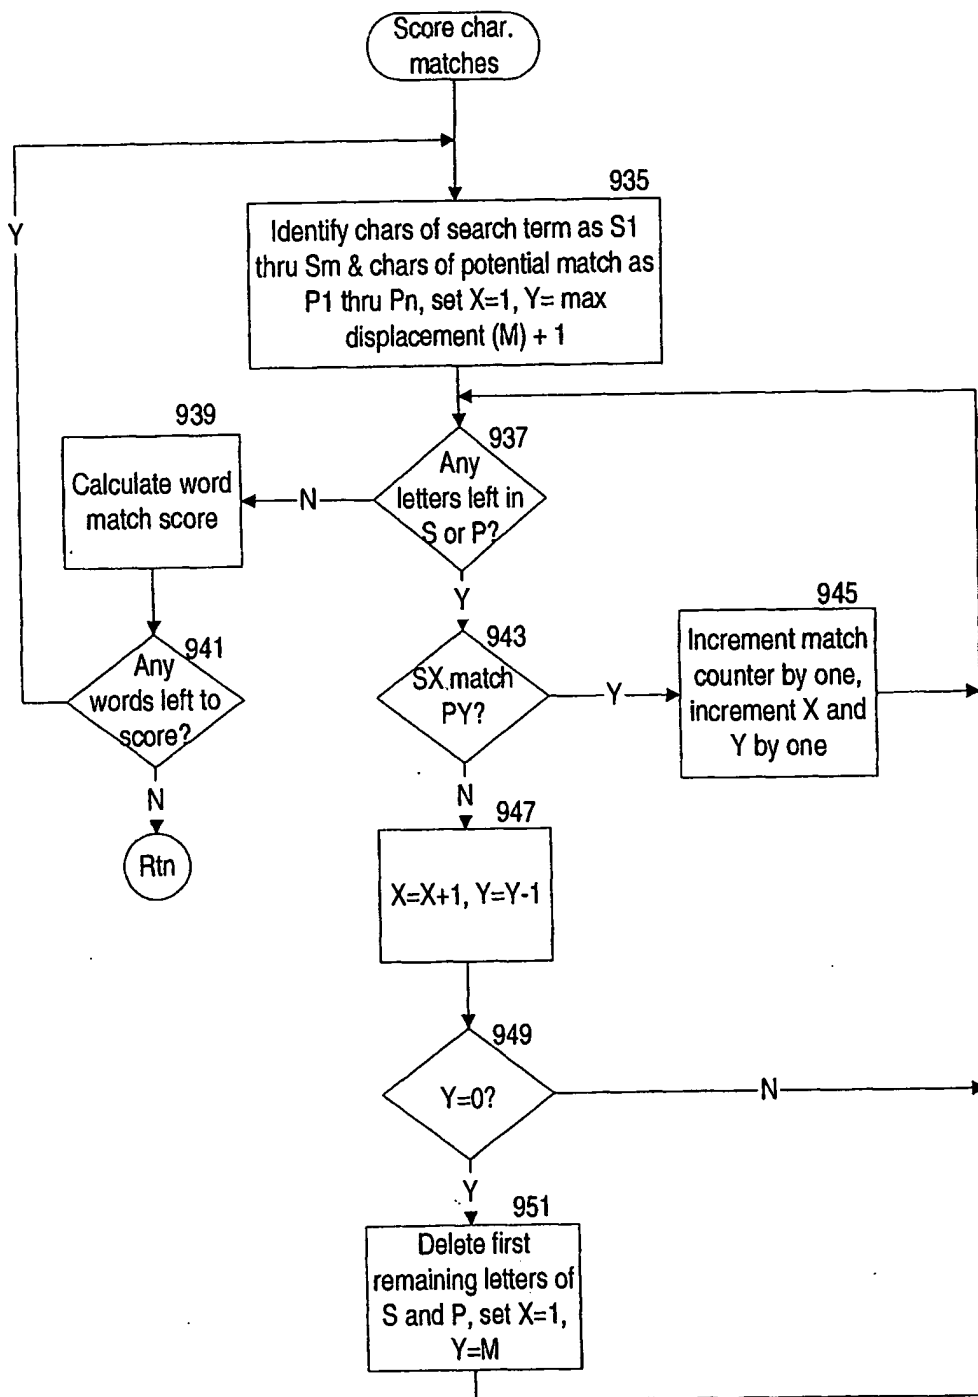 Score char.
matches
935
Identify chars of search term as S1
thru Sm & chars of potential match as
P1 thru Pn, set X=1, Y= max
displacement (M) + 1
Y
937
Any
letters left in
S or P?
N
939
Calculate word
match score
Y
941
Any
words left to
score?
N
Rtn
943
SX match
PY?
Y
945
Increment match
counter by one,
increment X and
Y by one
N
947
X=X+1, Y=Y-1
949
Y=0?
N
Y
951
Delete first
remaining letters of
S and P, set X=1,
Y=M